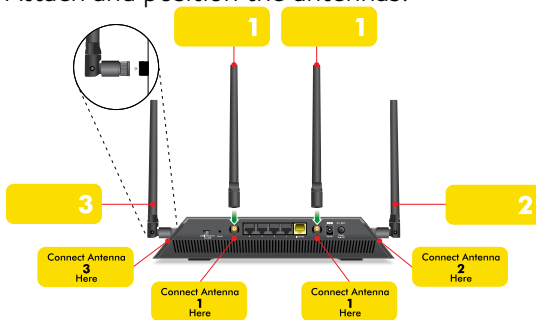 Attach and position the antennas.
1
1
3
2
Connect Antenna
3
Here
Connect Antenna
2
Here
Connect Antenna
1
Here
Connect Antenna
1
Here